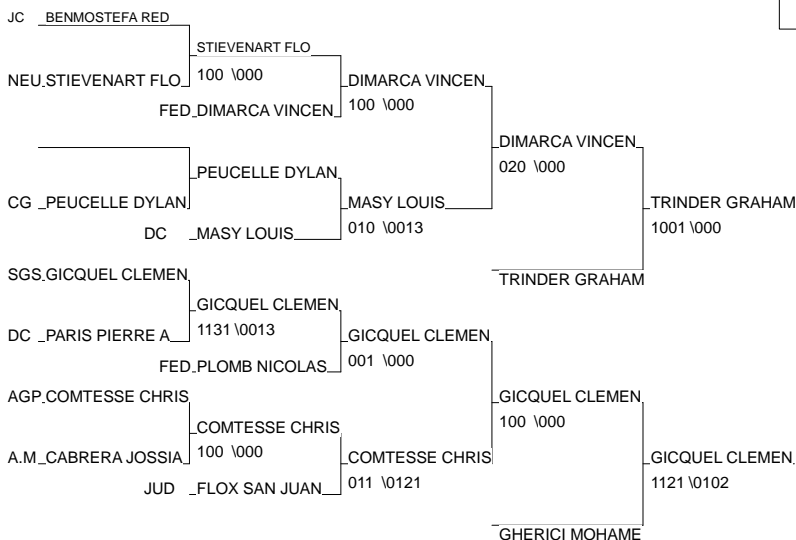 JC BENMOSTEFA RED
STIEVENART FLO
NEU STIEVENART FLO 100 \000 DIMARCA VINCEN
FED DIMARCA VINCEN 100 \000
DIMARCA VINCEN
PEUCELLE DYLAN 020 \000
CG PEUCELLE DYLAN MASY LOUIS TRINDER GRAHAM
DC MASY LOUIS 010 \0013 1001 \000
SGS GICQUEL CLEMEN TRINDER GRAHAM
GICQUEL CLEMEN
DC PARIS PIERRE A 1131 \0013 GICQUEL CLEMEN
FED PLOMB NICOLAS 001 \000
AGP COMTESSE CHRIS GICQUEL CLEMEN
COMTESSE CHRIS 100 \000
A.M CABRERA JOSSIA 100 \000 COMTESSE CHRIS GICQUEL CLEMEN
JUD FLOX SAN JUAN 011 \0121 1121 \0102
GHERICI MOHAME